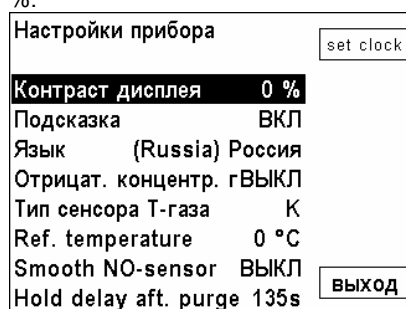 %.
Настройки прибора
set clock
Контраст дисплея 0 %
Подсказка ВКЛ
Язык (Russia) Россия
Отрицат. концентр. гВЫКЛ
Тип сенсора Т-газа K
Ref. temperature 0 °C
Smooth NO-sensor ВЫКЛ
Hold delay aft. purge 135s
выход